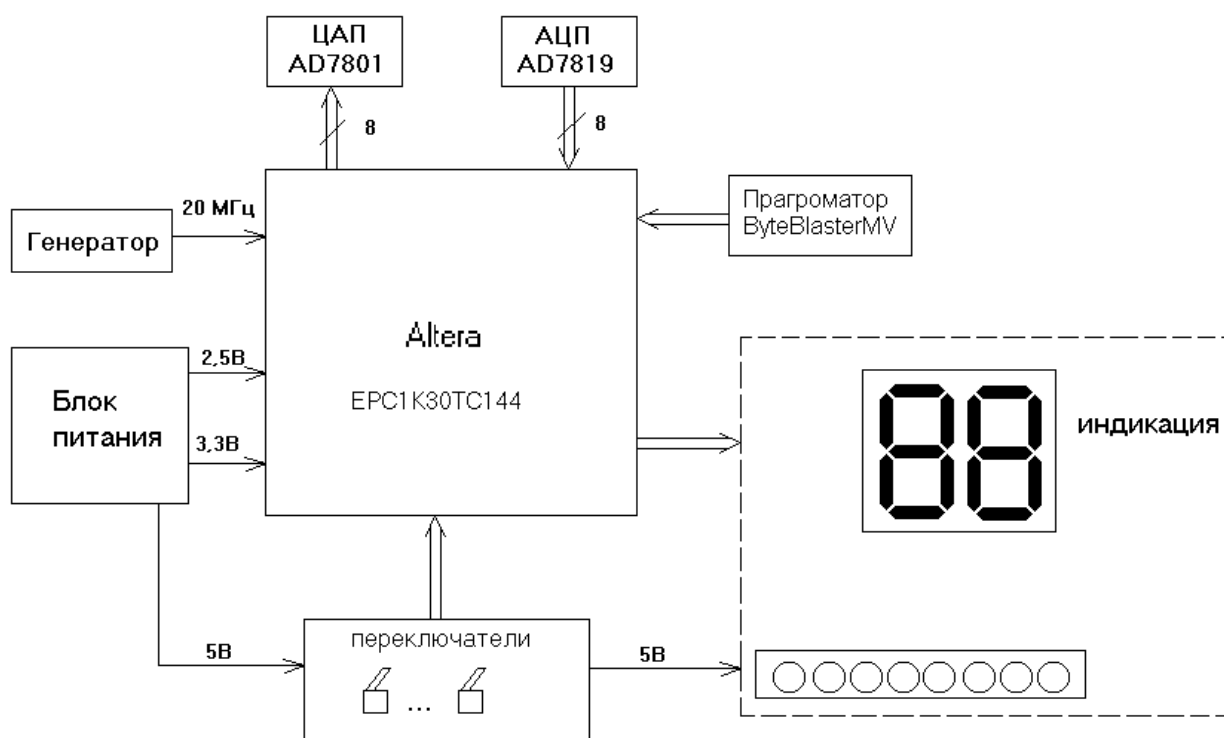 ЦАП
AD7801
АЦП
AD7819
8
8
20 МГц
Генератор
Прагроматор
ByteBlasterMV
Altera
EPC1K30TC144
Блок
питания
2,5В
3,3В
индикация
88
переключатели
...
5В
5В